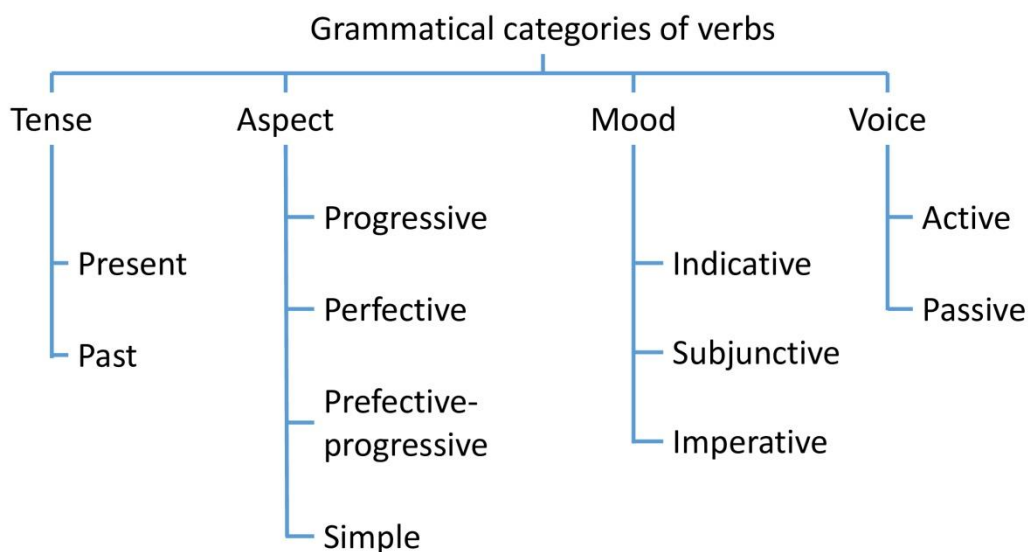 Grammatical categories of verbs
Tense
Aspect
Mood
Voice
Present
Past
Progressive
Perfective
Prefective-
progressive
Simple
Indicative
Subjunctive
Imperative
Active
Passive